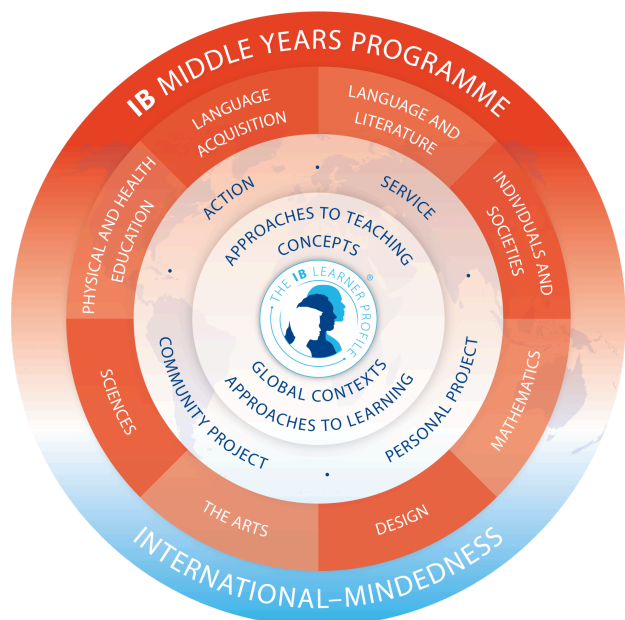 IB MIDDLE YEARS PROGRAMME
LANGUAGE
ACQUISITION
LANGUAGE AND
LITERATURE
PHYSICAL AND HEALTH
EDUCATION
INDIVIDUALS AND
SOCIETIES
SCIENCES
MATHEMATICS
THE ARTS
DESIGN
ACTION
SERVICE
COMMUNITY PROJECT
PERSONAL PROJECT
APPROACHES TO TEACHING
CONCEPTS
THE IB LEARNER PROFILE
®
GLOBAL CONTEXTS
APPROACHES TO LEARNING
INTERNATIONAL–MINDEDNESS